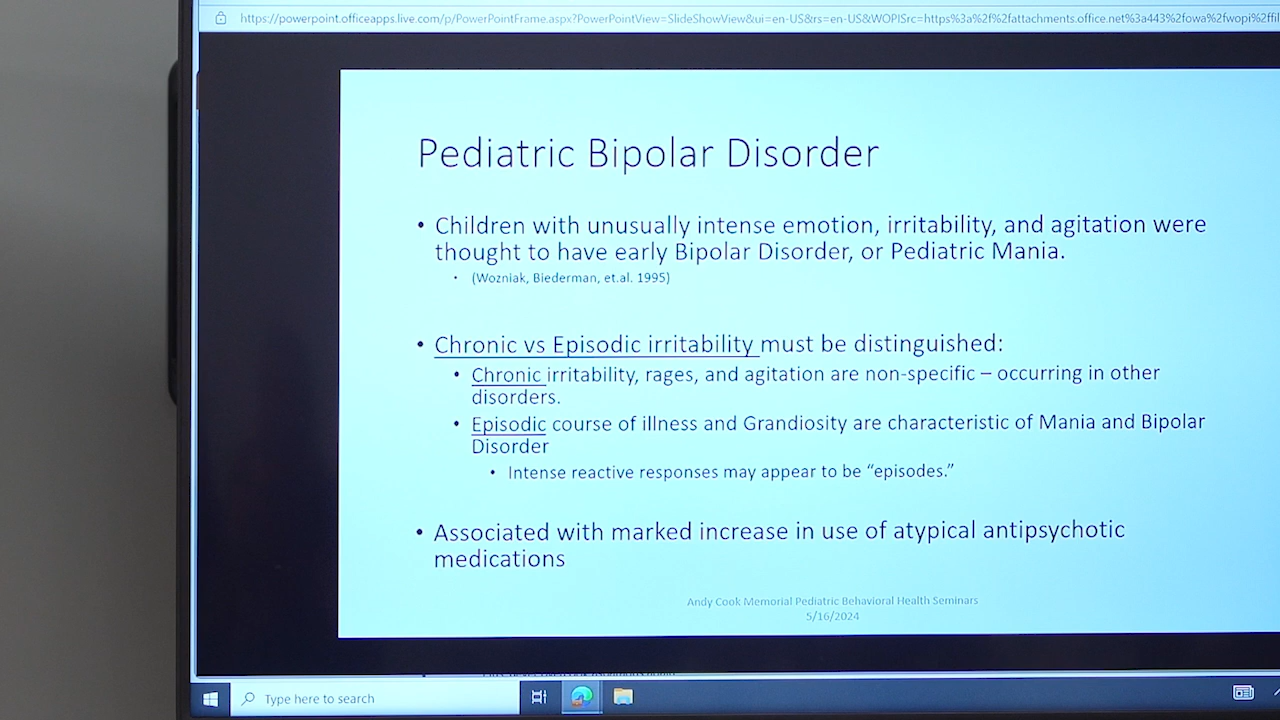 https://powerpoint.officeapps.live.com/p/PowerPointFrame.aspx?PowerPointView=SlideShowView&ui=en-US&rs=en-US&WOPISrc=https%3a%2f%2fattachments.office.net%3a443%2fowa%2fwopi%2ffil
Pediatric Bipolar Disorder
• Children with unusually intense emotion, irritability, and agitation were
thought to have early Bipolar Disorder, or Pediatric Mania.
• (Wozniak, Biederman, et.al. 1995)
• Chronic vs Episodic irritability must be distinguished:
• Chronic irritability, rages, and agitation are non-specific – occurring in other
disorders.
• Episodic course of illness and Grandiosity are characteristic of Mania and Bipolar
Disorder
• Intense reactive responses may appear to be “episodes.”
• Associated with marked increase in use of atypical antipsychotic
medications
Andy Cook Memorial Pediatric Behavioral Health Seminars
5/16/2024
Type here to search